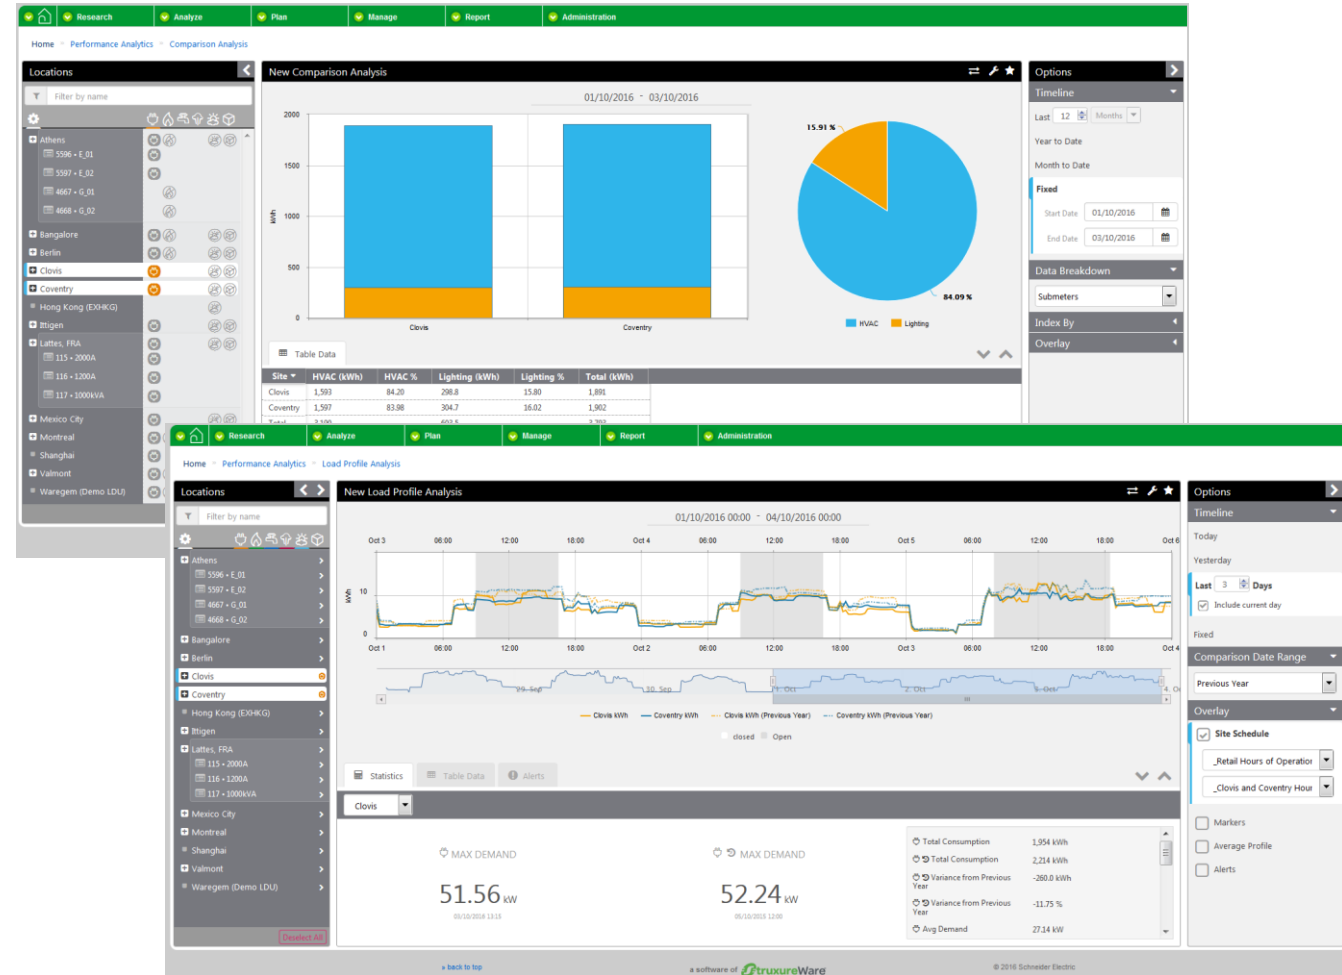 Research Analyze Plan Manage Report Administration
Home Performance Analytics Comparison Analysis
Locations
Filter by name
Athens
5596 • E_01
5597 • E_02
4667 • G_01
4668 • G_02
Bangalore
Berlin
Clovis
Coventry
Hong Kong (EXHKG)
Ittigen
Lattes, FRA
115 • 2000A
116 • 1200A
117 • 1000kVA
Mexico City
Montreal
Shanghai
Valmont
Waregem (Demo LDU)
New Comparison Analysis
01/10/2016 - 03/10/2016
2000
1500
1000
500
0
kWh
Clovis Coventry
15.91 %
84.09 %
HVAC Lighting
Table Data
Site HVAC (kWh) HVAC % Lighting (kWh) Lighting % Total (kWh)
Clovis 1,593 84.20 298.8 15.80 1,891
Coventry 1,597 83.98 304.7 16.02 1,902
Options
Timeline
Last 12 Months
Year to Date
Month to Date
Fixed
Start Date 01/10/2016
End Date 03/10/2016
Data Breakdown
Submeters
Index By
Overlay
Research Analyze Plan Manage Report Administration
Home Performance Analytics Load Profile Analysis
Locations
Filter by name
Athens
5596 • E_01
5597 • E_02
4667 • G_01
4668 • G_02
Bangalore
Berlin
Clovis
Coventry
Hong Kong (EXHKG)
Ittigen
Lattes, FRA
115 • 2000A
116 • 1200A
117 • 1000kVA
Mexico City
Montreal
Shanghai
Valmont
Waregem (Demo LDU)
Deselect All
New Load Profile Analysis
01/10/2016 00:00 - 04/10/2016 00:00
Oct 3 06:00 12:00 18:00 Oct 4 06:00 12:00 18:00 Oct 5 06:00 12:00 18:00 Oct 6
kWh
10
0
Oct 1 06:00 12:00 18:00 Oct 2 06:00 12:00 18:00 Oct 3 06:00 12:00 18:00 Oct 4
29. Sep 30. Sep 1. Oct 2. Oct
Clovis kWh Coventry kWh Clovis kWh (Previous Year) Coventry kWh (Previous Year)
closed Open
Statistics Table Data Alerts
Clovis
MAX DEMAND
51.56 kW
MAX DEMAND
52.24 kW
Total Consumption 1,954 kWh
Total Consumption 2,214 kWh
Variance from Previous Year -260.0 kWh
Variance from Previous Year -11.75 %
Avg Demand 27.14 kW
Options
Timeline
Today
Yesterday
Last 3 Days
Include current day
Fixed
Comparison Date Range
Previous Year
Overlay
Site Schedule
_Retail Hours of Operation
_Clovis and Coventry Hour
Markers
Average Profile
Alerts
back to top
a software of StruxureWare
© 2016 Schneider Electric